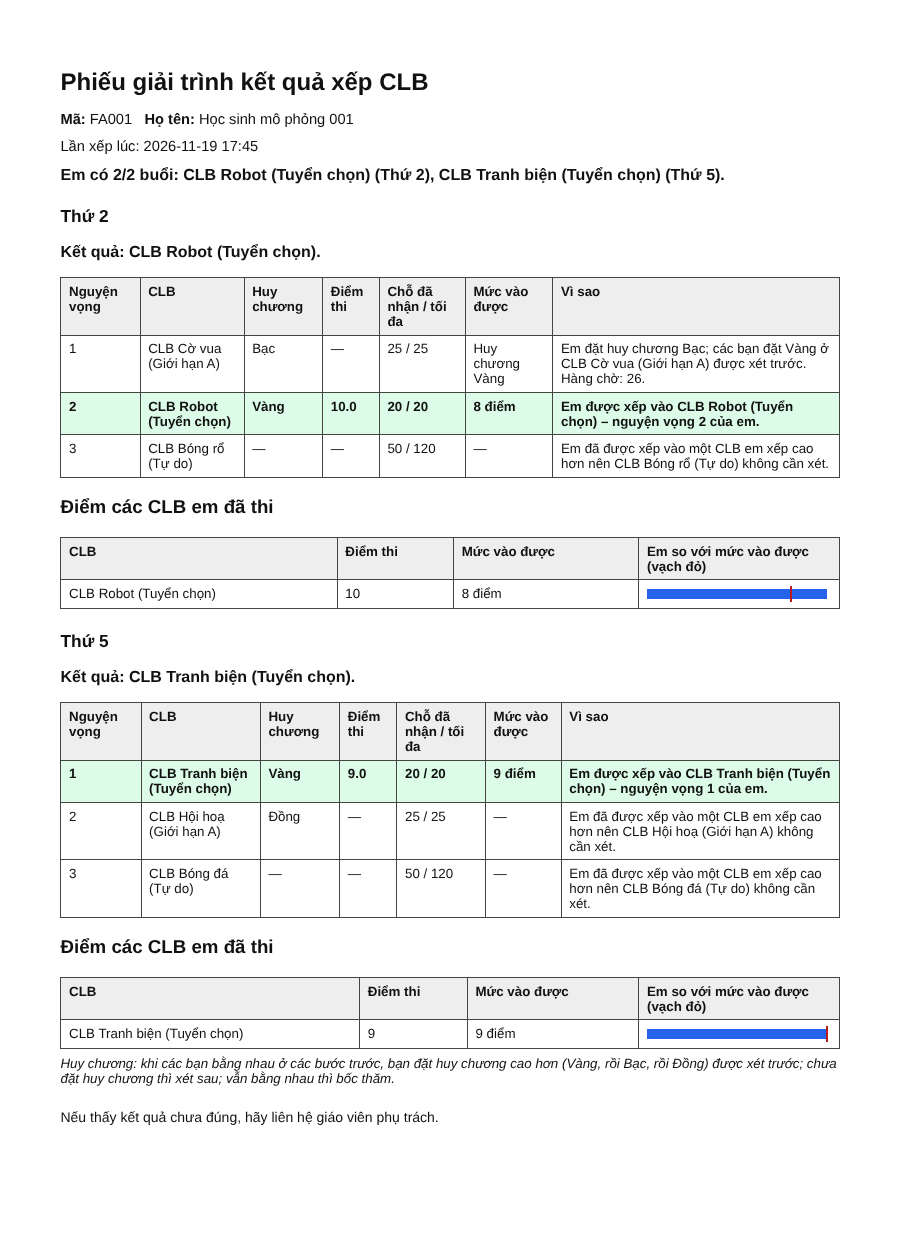 Phiếu giải trình kết quả xếp CLB
Mã: FA001 Họ tên: Học sinh mô phỏng 001
Lần xếp lúc: 2026-11-19 17:45
Em có 2/2 buổi: CLB Robot (Tuyển chọn) (Thứ 2), CLB Tranh biện (Tuyển chọn) (Thứ 5).
Thứ 2
Kết quả: CLB Robot (Tuyển chọn).
Nguyện vọng | CLB | Huy chương | Điểm thi | Chỗ đã nhận / tối đa | Mức vào được | Vì sao
1 | CLB Cờ vua (Giới hạn A) | Bạc | — | 25 / 25 | Huy chương Vàng | Em đặt huy chương Bạc; các bạn đặt Vàng ở CLB Cờ vua (Giới hạn A) được xét trước. Hàng chờ: 26.
2 | CLB Robot (Tuyển chọn) | Vàng | 10.0 | 20 / 20 | 8 điểm | Em được xếp vào CLB Robot (Tuyển chọn) – nguyện vọng 2 của em.
3 | CLB Bóng rổ (Tự do) | — | — | 50 / 120 | — | Em đã được xếp vào một CLB em xếp cao hơn nên CLB Bóng rổ (Tự do) không cần xét.
Điểm các CLB em đã thi
CLB | Điểm thi | Mức vào được | Em so với mức vào được (vạch đỏ)
CLB Robot (Tuyển chọn) | 10 | 8 điểm
Thứ 5
Kết quả: CLB Tranh biện (Tuyển chọn).
Nguyện vọng | CLB | Huy chương | Điểm thi | Chỗ đã nhận / tối đa | Mức vào được | Vì sao
1 | CLB Tranh biện (Tuyển chọn) | Vàng | 9.0 | 20 / 20 | 9 điểm | Em được xếp vào CLB Tranh biện (Tuyển chọn) – nguyện vọng 1 của em.
2 | CLB Hội hoạ (Giới hạn A) | Đồng | — | 25 / 25 | — | Em đã được xếp vào một CLB em xếp cao hơn nên CLB Hội hoạ (Giới hạn A) không cần xét.
3 | CLB Bóng đá (Tự do) | — | — | 50 / 120 | — | Em đã được xếp vào một CLB em xếp cao hơn nên CLB Bóng đá (Tự do) không cần xét.
Điểm các CLB em đã thi
CLB | Điểm thi | Mức vào được | Em so với mức vào được (vạch đỏ)
CLB Tranh biện (Tuyển chọn) | 9 | 9 điểm
Huy chương: khi các bạn bằng nhau ở các bước trước, bạn đặt huy chương cao hơn (Vàng, rồi Bạc, rồi Đồng) được xét trước; chưa
đặt huy chương thì xét sau; vẫn bằng nhau thì bốc thăm.
Nếu thấy kết quả chưa đúng, hãy liên hệ giáo viên phụ trách.